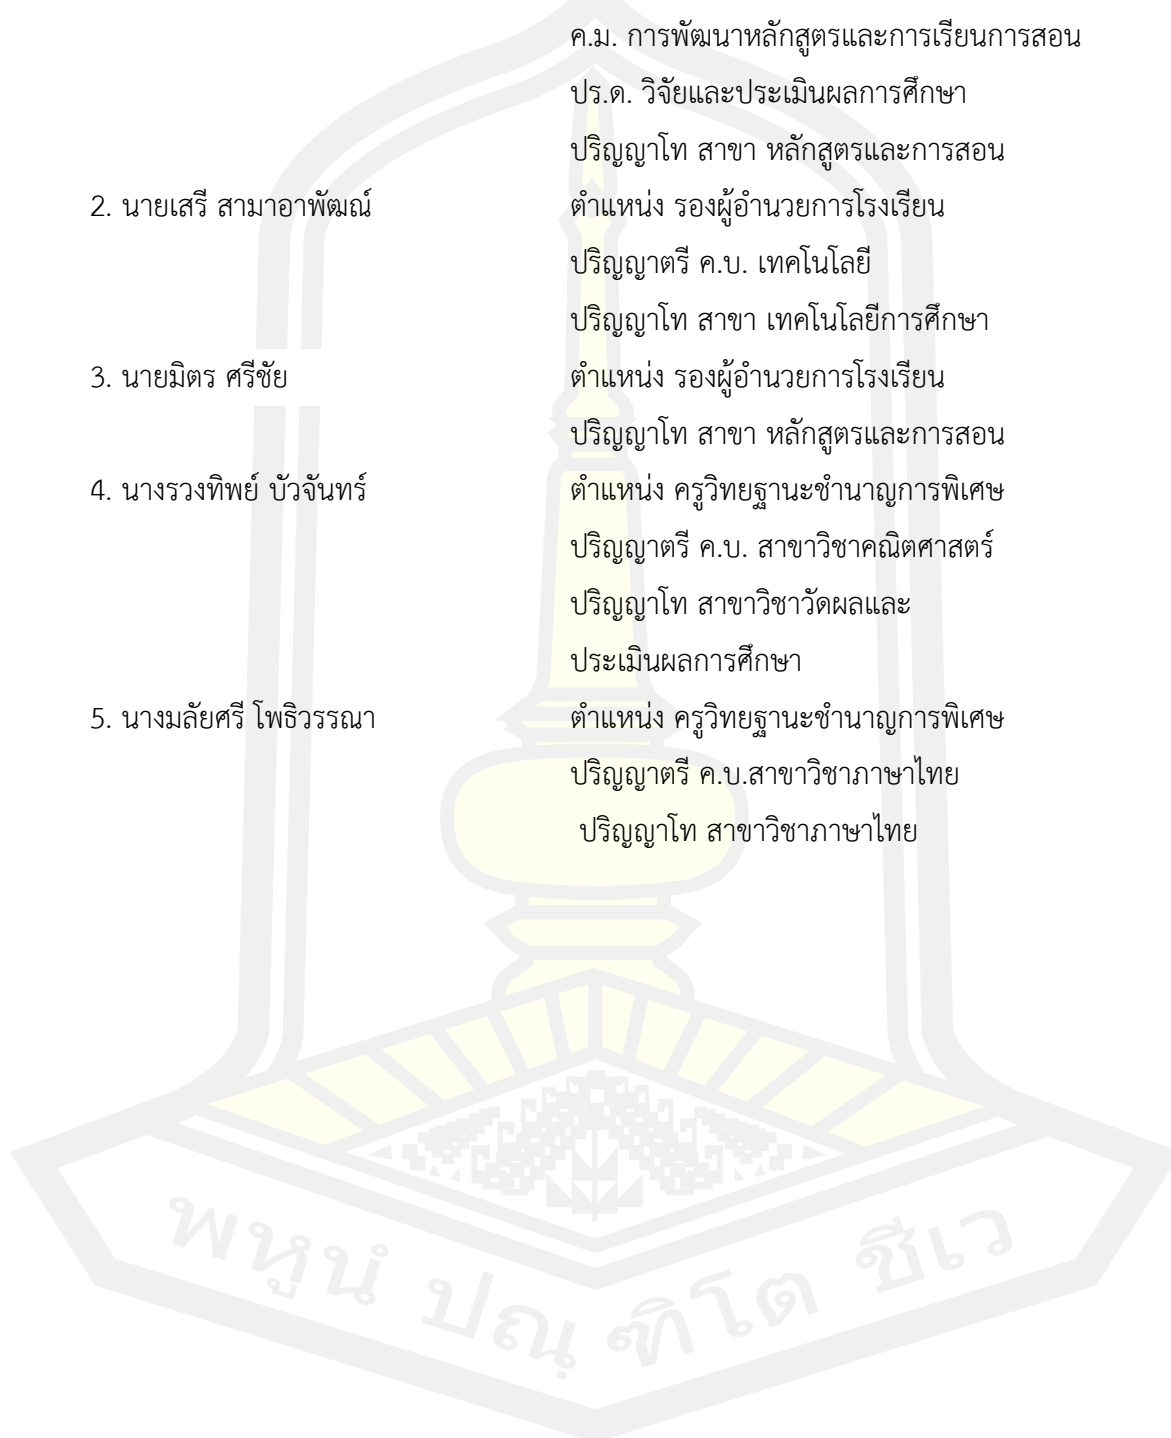 ค.ม. การพัฒนาหลักสูตรและการเรียนการสอน
ปร.ด. วิจัยและประเมินผลการศึกษา
ปริญญาโท สาขา หลักสูตรและการสอน
2. นายเสรี สามาอาพัฒณ์ ตำแหน่ง รองผู้อำนวยการโรงเรียน
ปริญญาตรี ค.บ. เทคโนโลยี
ปริญญาโท สาขา เทคโนโลยีการศึกษา
3. นายมิตร ศรีชัย ตำแหน่ง รองผู้อำนวยการโรงเรียน
ปริญญาโท สาขา หลักสูตรและการสอน
4. นางรวงทิพย์ บัวจันทร์ ตำแหน่ง ครูวิทยฐานะชำนาญการพิเศษ
ปริญญาตรี ค.บ. สาขาวิชาคณิตศาสตร์
ปริญญาโท สาขาวิชาวัดผลและ
ประเมินผลการศึกษา
5. นางมลัยศรี โพธิวรรณา ตำแหน่ง ครูวิทยฐานะชำนาญการพิเศษ
ปริญญาตรี ค.บ.สาขาวิชาภาษาไทย
ปริญญาโท สาขาวิชาภาษาไทย
พหูนํ ปณฺ ฑิโต ชีเว